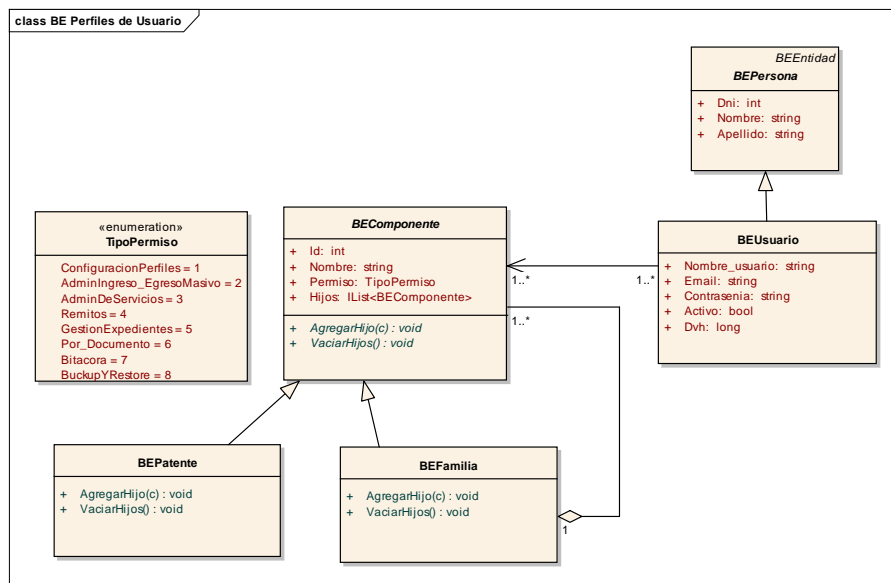 class BE Perfiles de Usuario
BEEntidad
BEPersona
+ Dni: int
+ Nombre: string
+ Apellido: string
«enumeration»
TipoPermiso
ConfiguracionPerfiles = 1
AdminIngreso_EgresoMasivo = 2
AdminDeServicios = 3
Remitos = 4
GestionExpedientes = 5
Por_Documento = 6
Bitacora = 7
BuckupYRestore = 8
BEComponente
+ Id: int
+ Nombre: string
+ Permiso: TipoPermiso
+ Hijos: IList<BEComponente>
+ AgregarHijo(c) : void
+ VaciarHijos() : void
1..*
1..*
1..*
BEUsuario
+ Nombre_usuario: string
+ Email: string
+ Contrasenia: string
+ Activo: bool
+ Dvh: long
BEPatente
+ AgregarHijo(c) : void
+ VaciarHijos() : void
BEFamilia
+ AgregarHijo(c) : void
+ VaciarHijos() : void
1